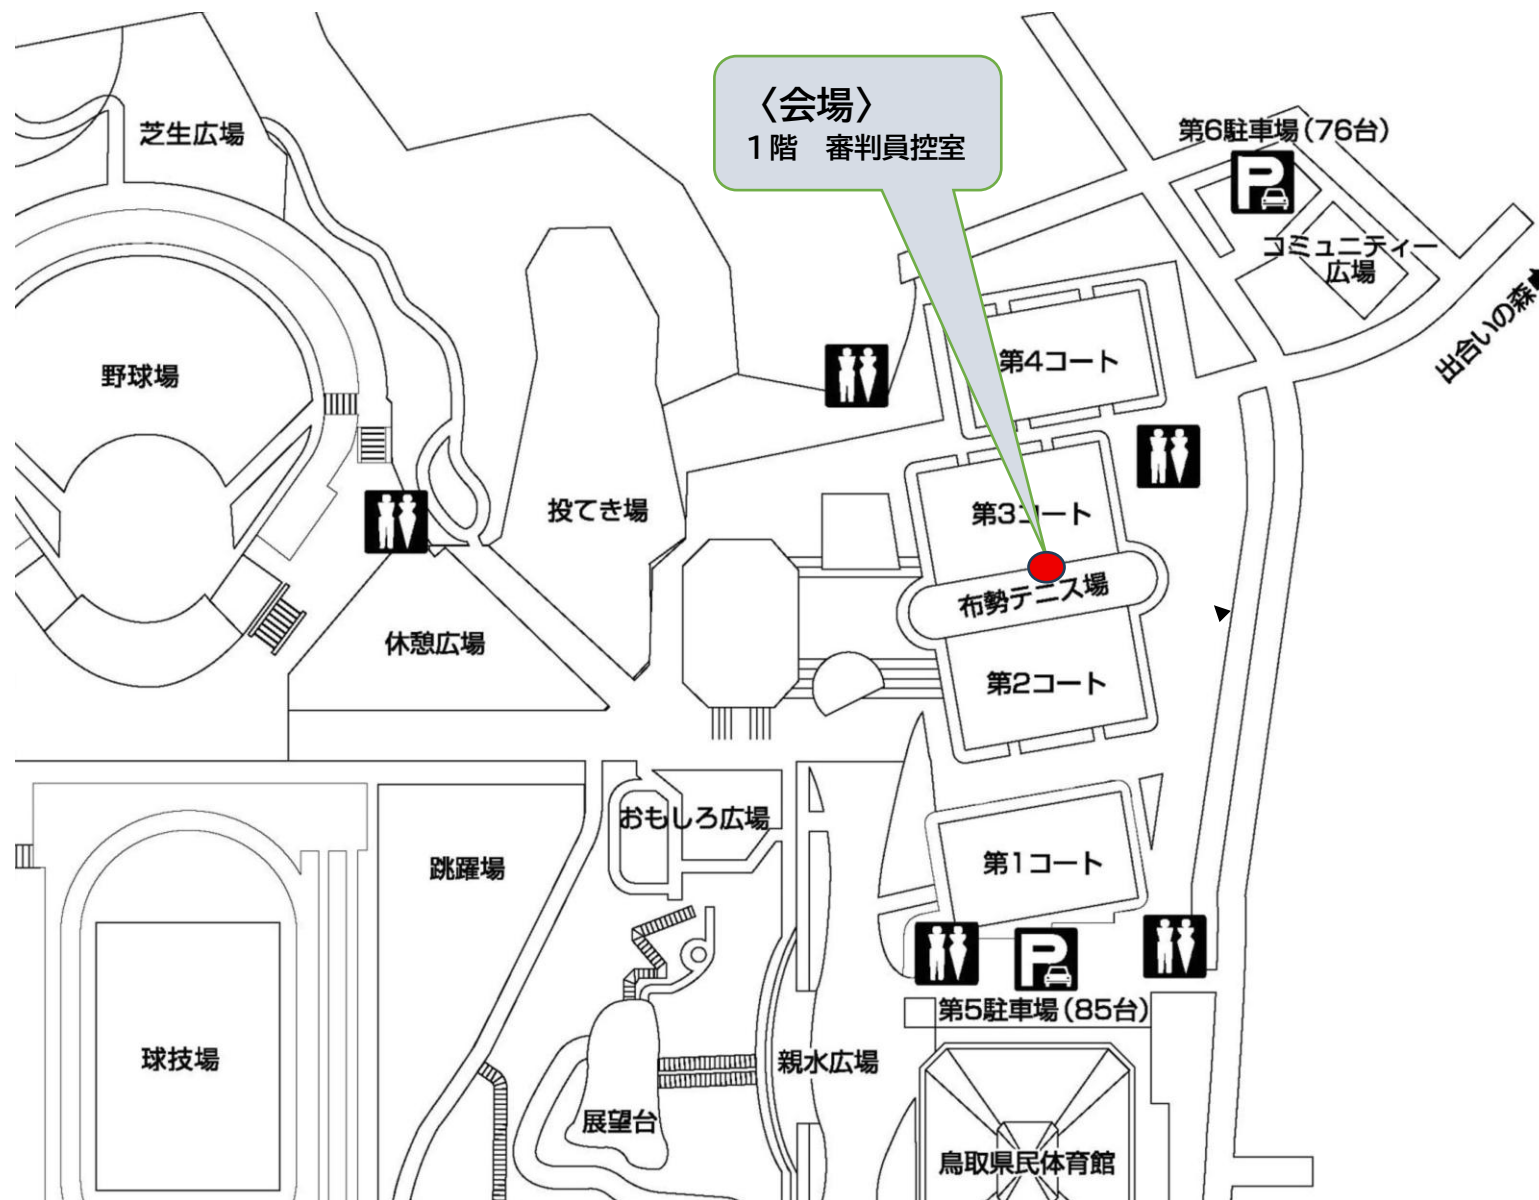 〈会場〉
1階　審判員控室
第6駐車場(76台)
P
芝生広場
コミュニティー
広場
出合いの森
第4コート
野球場
第3コート
投てき場
布勢テニス場
休憩広場
第2コート
おもしろ広場
第1コート
跳躍場
P
第5駐車場(85台)
球技場
親水広場
展望台
鳥取県民体育館